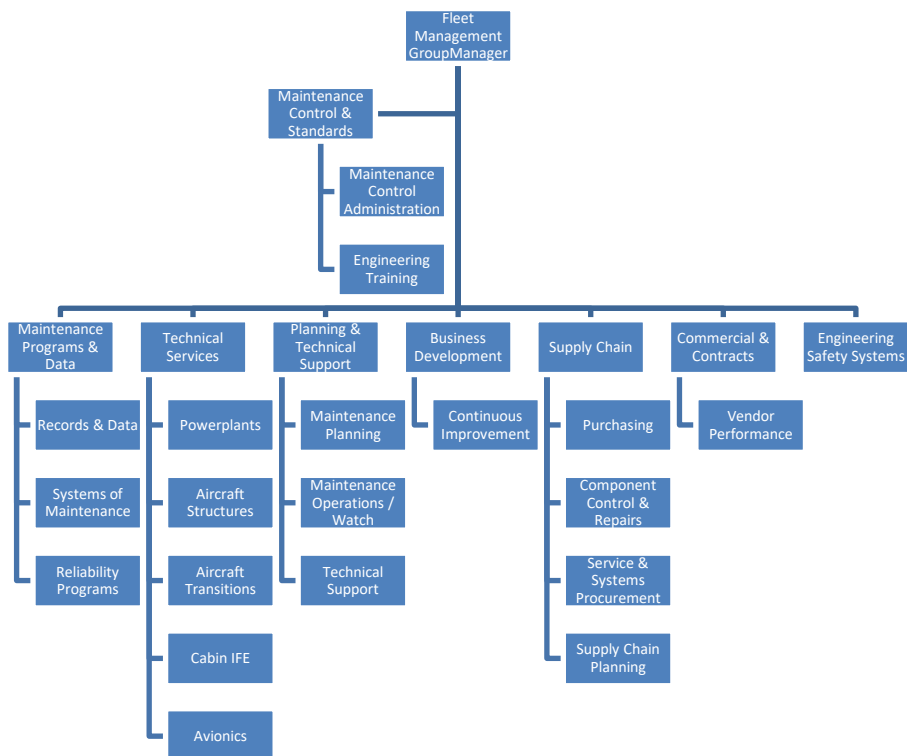 Fleet
Management
GroupManager
Maintenance
Control &
Standards
Maintenance
Control
Administration
Engineering
Training
Maintenance
Programs &
Data
Technical
Services
Planning &
Technical
Support
Business
Development
Supply Chain
Commercial &
Contracts
Engineering
Safety Systems
Records & Data
Systems of
Maintenance
Reliability
Programs
Powerplants
Aircraft
Structures
Aircraft
Transitions
Cabin IFE
Avionics
Maintenance
Planning
Maintenance
Operations /
Watch
Technical
Support
Continuous
Improvement
Purchasing
Component
Control &
Repairs
Service &
Systems
Procurement
Supply Chain
Planning
Vendor
Performance